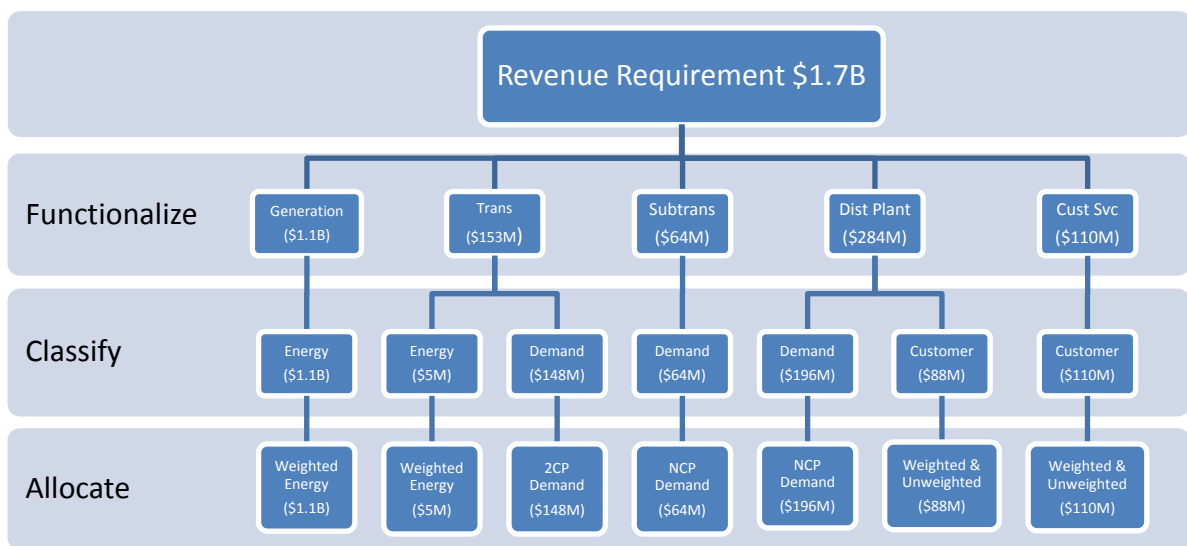 Revenue Requirement $1.7B
Functionalize
Generation
($1.1B)
Trans
($153M)
Subtrans
($64M)
Dist Plant
($284M)
Cust Svc
($110M)
Classify
Energy
($1.1B)
Energy
($5M)
Demand
($148M)
Demand
($64M)
Demand
($196M)
Customer
($88M)
Customer
($110M)
Allocate
Weighted
Energy
($1.1B)
Weighted
Energy
($5M)
2CP
Demand
($148M)
NCP
Demand
($64M)
NCP
Demand
($196M)
Weighted &
Unweighted
($88M)
Weighted &
Unweighted
($110M)